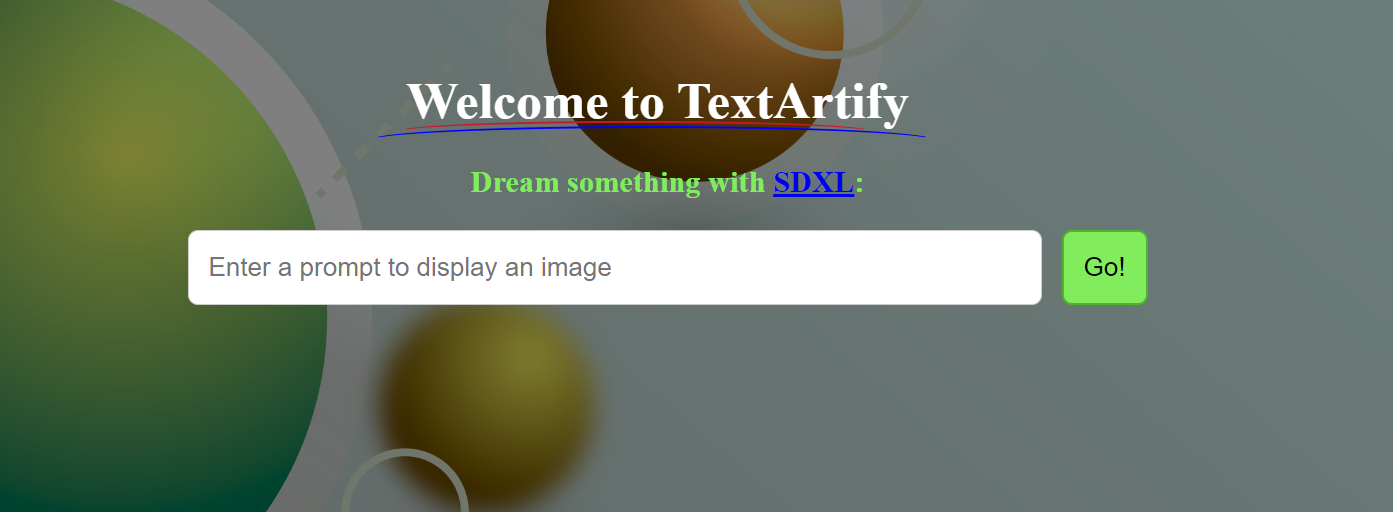 Welcome to TextArtify
Dream something with SDXL:
Enter a prompt to display an image
Go!